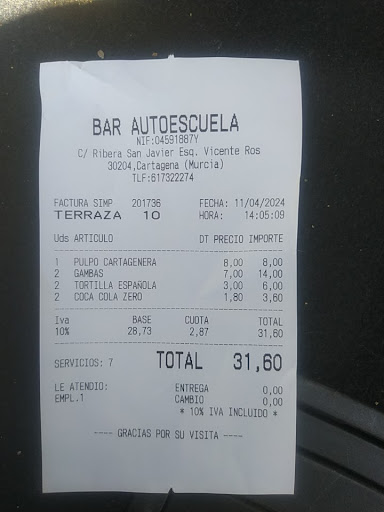 BAR AUTOESCUELA
NIF:04591887Y
C/ Ribera San Javier Esq. Vicente Ros
30204,Cartagena (Murcia)
TLF:617322274
FACTURA SIMP 201736 FECHA: 11/04/2024
TERRAZA 10 HORA: 14:05:09
Uds ARTICULO DT PRECIO IMPORTE
1 PULPO CARTAGENERA 8,00 8,00
2 GAMBAS 7,00 14,00
2 TORTILLA ESPAÑOLA 3,00 6,00
2 COCA COLA ZERO 1,80 3,60
Iva BASE CUOTA TOTAL
10% 28,73 2,87 31,60
SERVICIOS: 7 TOTAL 31,60
LE ATENDIO: ENTREGA 0,00
EMPL.1 CAMBIO 0,00
* 10% IVA INCLUIDO *
---- GRACIAS POR SU VISITA ----